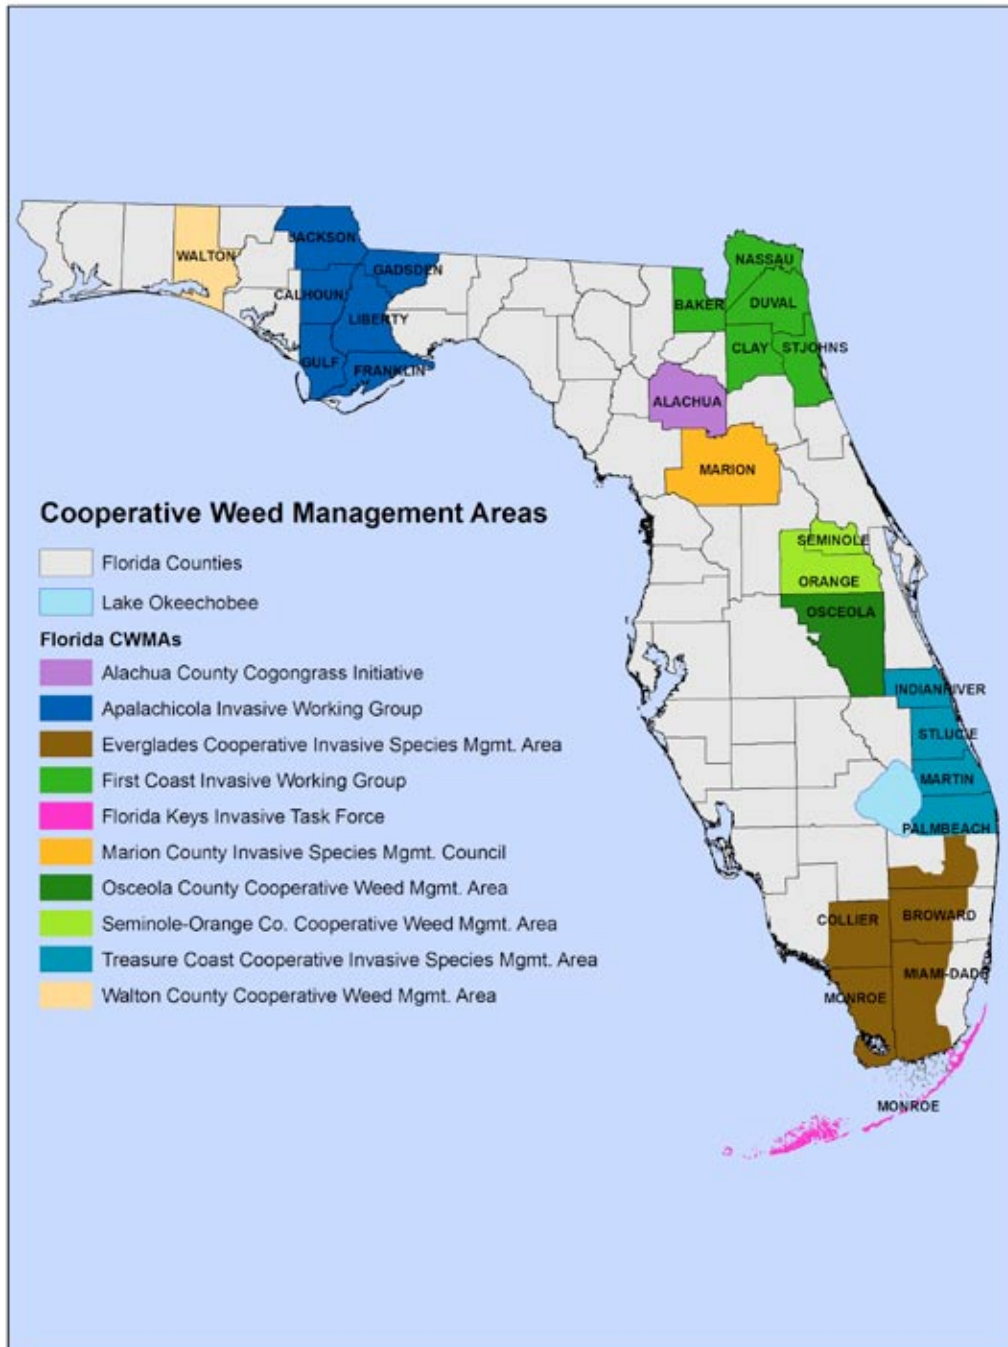 WALTON
JACKSON
GADSDEN
CALHOUN
LIBERTY
GULF
FRANKLIN
NASSAU
BAKER
DUVAL
CLAY
STJOHNS
ALACHUA
MARION
SEMINOLE
ORANGE
OSCEOLA
INDIANRIVER
STLUCIE
MARTIN
PALMBEACH
COLLIER
BROWARD
MIAMI-DADE
MONROE
MONROE
Cooperative Weed Management Areas
Florida Counties
Lake Okeechobee
Florida CWMAs
Alachua County Cogongrass Initiative
Apalachicola Invasive Working Group
Everglades Cooperative Invasive Species Mgmt. Area
First Coast Invasive Working Group
Florida Keys Invasive Task Force
Marion County Invasive Species Mgmt. Council
Osceola County Cooperative Weed Mgmt. Area
Seminole-Orange Co. Cooperative Weed Mgmt. Area
Treasure Coast Cooperative Invasive Species Mgmt. Area
Walton County Cooperative Weed Mgmt. Area